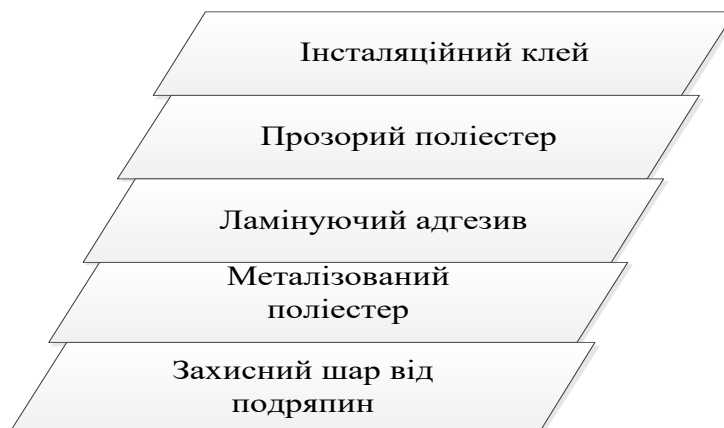 Інсталяційний клей
Прозорий поліестер
Ламінуючий адгезив
Металізований
поліестер
Захисний шар від
подряпин